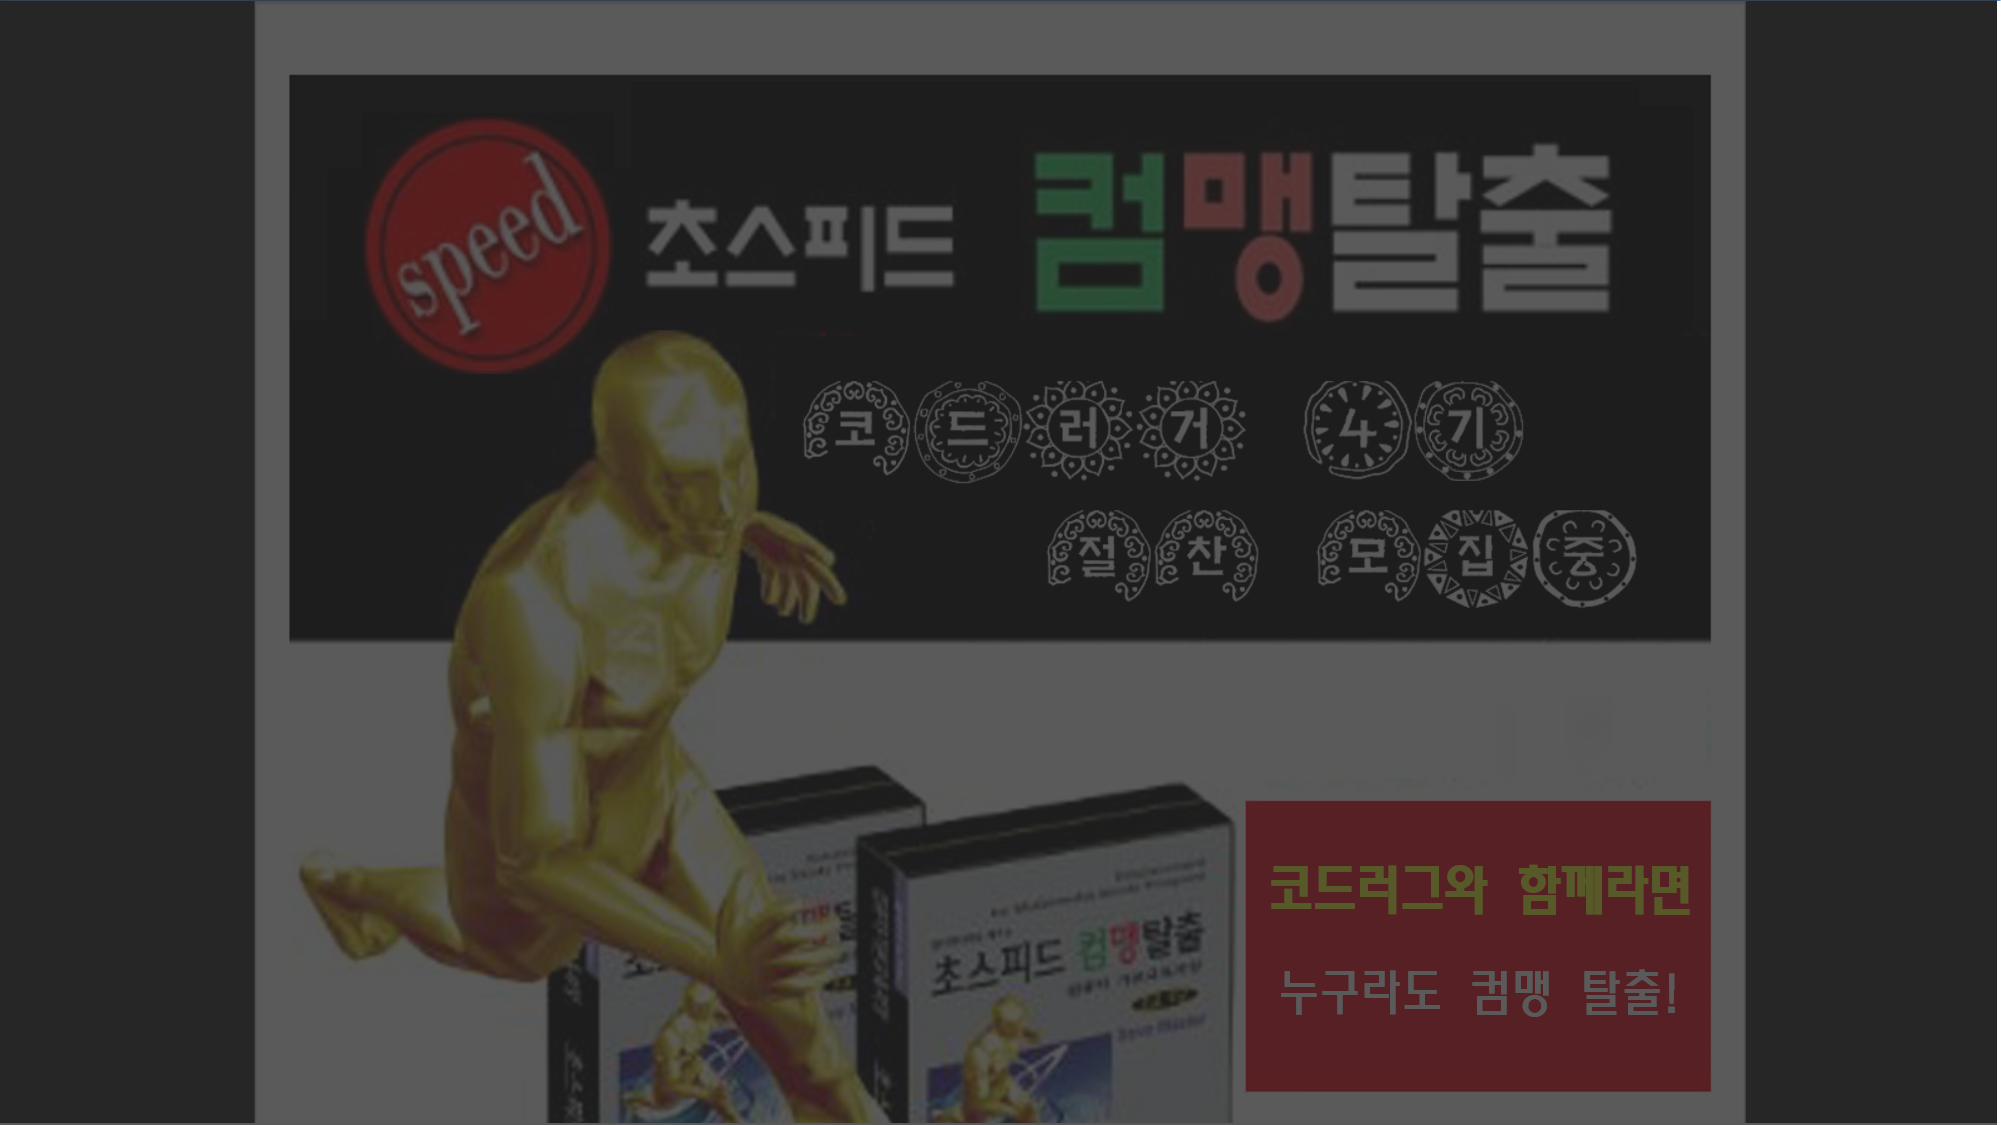 speed
초스피드 컴맹탈출
코드러거 4기
절찬 모집중
코드러그와 함께라면
누구라도 컴맹 탈출!
초스피드 컴맹탈출